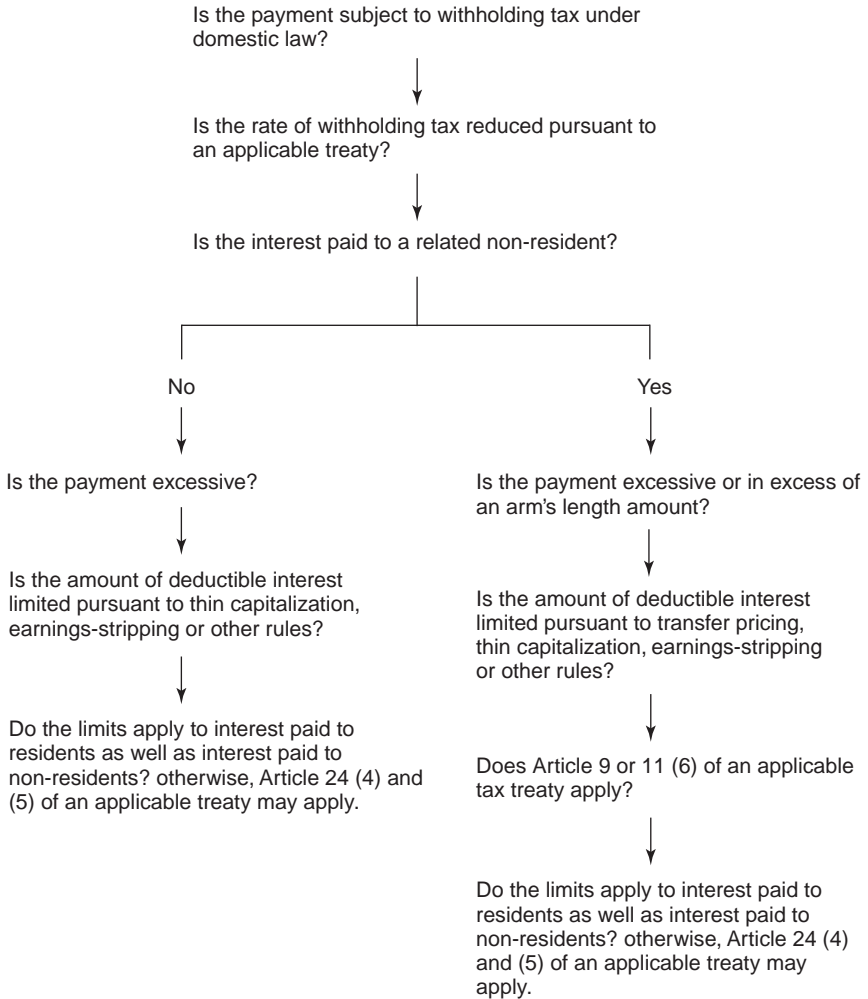 Is the payment subject to withholding tax under
domestic law?
Is the rate of withholding tax reduced pursuant to
an applicable treaty?
Is the interest paid to a related non-resident?
No
Is the payment excessive?
Is the amount of deductible interest
limited pursuant to thin capitalization,
earnings-stripping or other rules?
Do the limits apply to interest paid to
residents as well as interest paid to
non-residents? otherwise, Article 24 (4) and
(5) of an applicable treaty may apply.
Yes
Is the payment excessive or in excess of
an arm's length amount?
Is the amount of deductible interest
limited pursuant to transfer pricing,
thin capitalization, earnings-stripping
or other rules?
Does Article 9 or 11 (6) of an applicable
tax treaty apply?
Do the limits apply to interest paid to
residents as well as interest paid to
non-residents? otherwise, Article 24 (4)
and (5) of an applicable treaty may
apply.